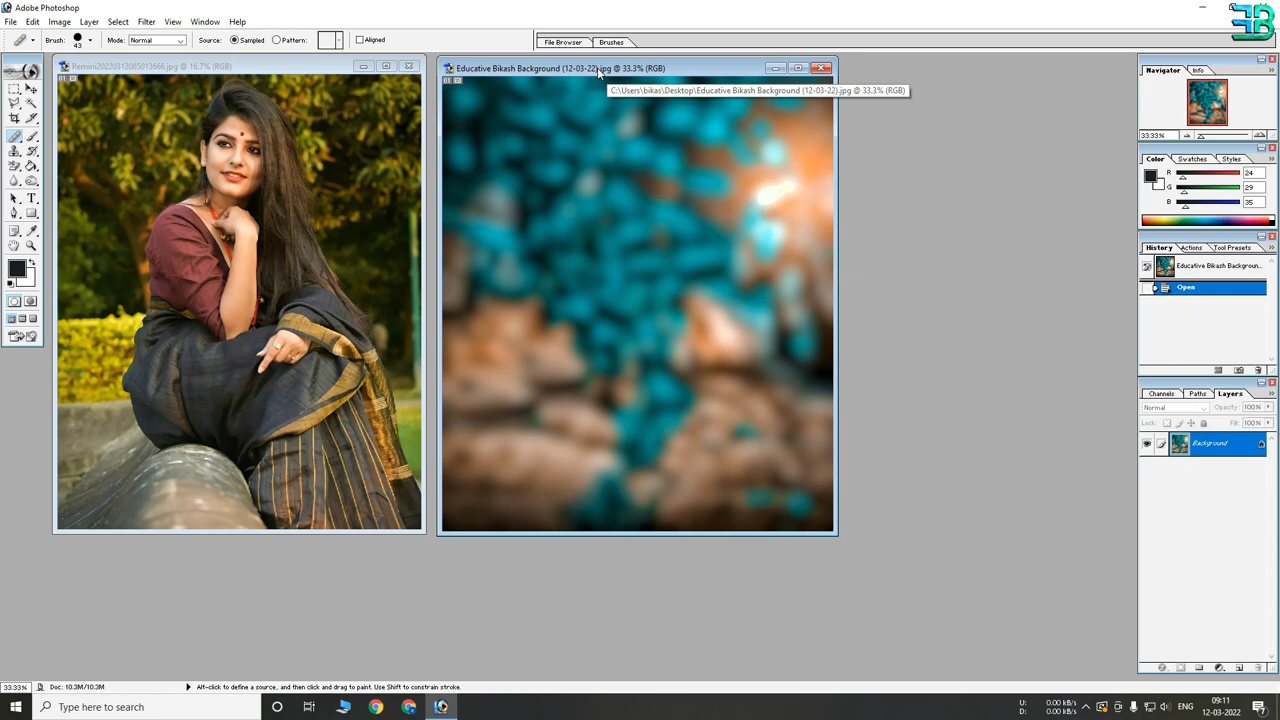 Adobe Photoshop
File Edit Image Layer Select Filter View Window Help
Brush: 43 Mode: Normal Source: Sampled Pattern: Aligned File Browser Brushes
Remini20220312085013666.jpg @ 16.7% (RGB)
Educative Bikash Background (12-03-22).jpg @ 33.3% (RGB)
C:\Users\bikas\Desktop\Educative Bikash Background (12-03-22).jpg @ 33.3% (RGB)
Navigator Info
33.33%
Color Swatches Styles
R 24
G 29
B 35
History Actions Tool Presets
Educative Bikash Backgroun...
Open
Channels Paths Layers
Normal Opacity: 100%
Lock: Fill: 100%
Background
33.33% Doc: 10.3M/10.3M Alt-click to define a source, and then click and drag to paint. Use Shift to constrain stroke.
Type here to search
U: 0.00 kB/s
D: 0.00 kB/s
ENG
09:11
12-03-2022